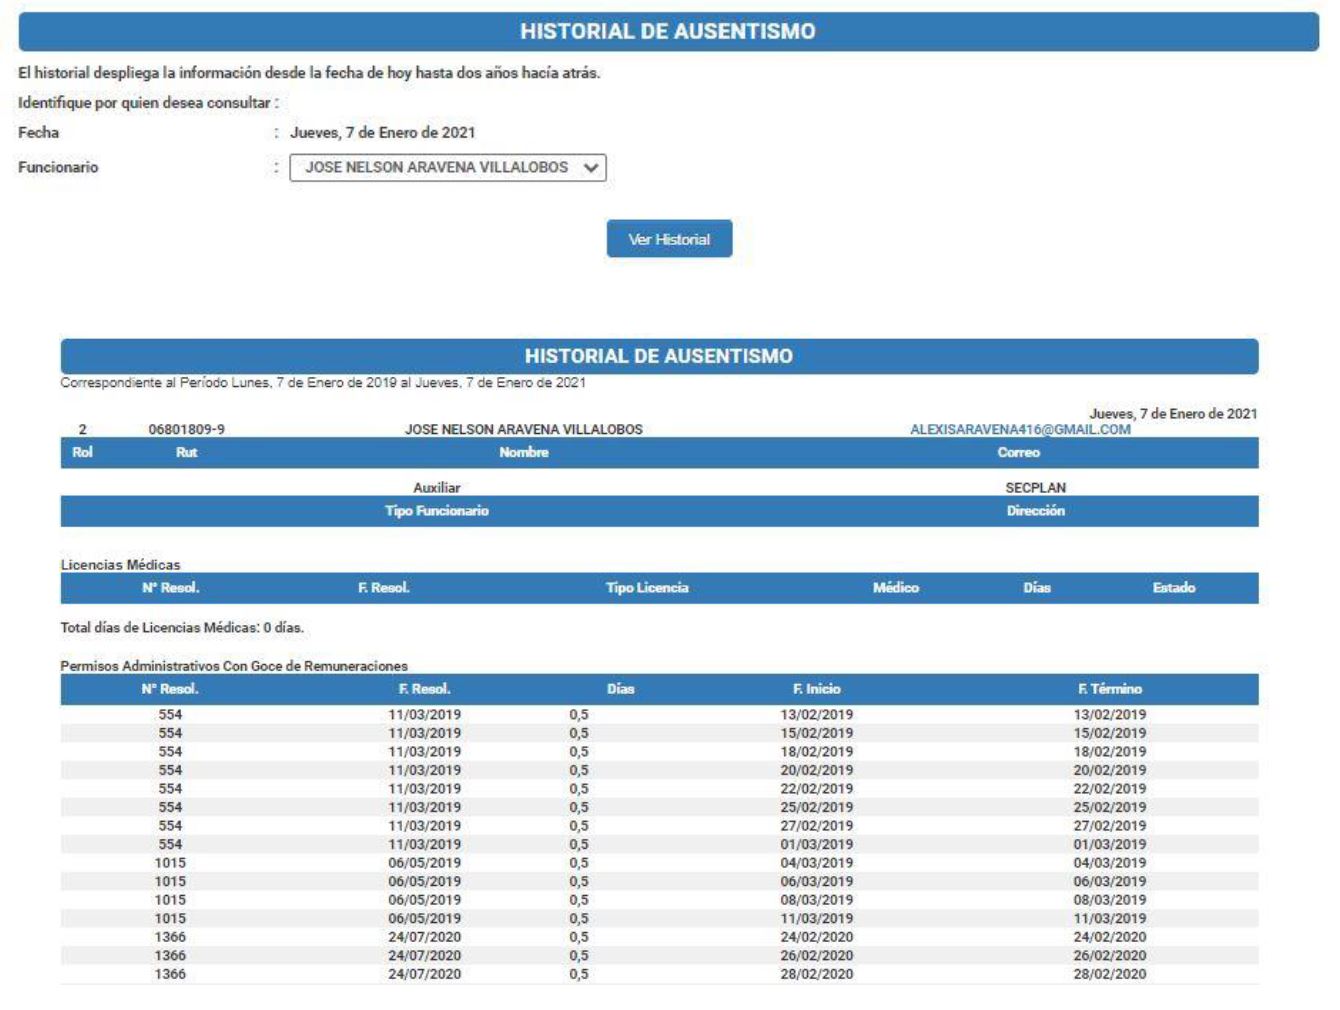 HISTORIAL DE AUSENTISMO
El historial despliega la información desde la fecha de hoy hasta dos años hacía atrás.
Identifique por quien desea consultar :
Fecha : Jueves, 7 de Enero de 2021
Funcionario : JOSE NELSON ARAVENA VILLALOBOS
Ver Historial
HISTORIAL DE AUSENTISMO
Correspondiente al Período Lunes, 7 de Enero de 2019 al Jueves, 7 de Enero de 2021
Jueves, 7 de Enero de 2021
2 06801809-9 JOSE NELSON ARAVENA VILLALOBOS ALEXISARAVENA416@GMAIL.COM
Rol Rut Nombre Correo
Auxiliar SECPLAN
Tipo Funcionario Dirección
Licencias Médicas
N° Resol. F. Resol. Tipo Licencia Médico Días Estado
Total días de Licencias Médicas: 0 días.
Permisos Administrativos Con Goce de Remuneraciones
N° Resol. F. Resol. Días F. Inicio F. Término
554 11/03/2019 0,5 13/02/2019 13/02/2019
554 11/03/2019 0,5 15/02/2019 15/02/2019
554 11/03/2019 0,5 18/02/2019 18/02/2019
554 11/03/2019 0,5 20/02/2019 20/02/2019
554 11/03/2019 0,5 22/02/2019 22/02/2019
554 11/03/2019 0,5 25/02/2019 25/02/2019
554 11/03/2019 0,5 27/02/2019 27/02/2019
554 11/03/2019 0,5 01/03/2019 01/03/2019
1015 06/05/2019 0,5 04/03/2019 04/03/2019
1015 06/05/2019 0,5 06/03/2019 06/03/2019
1015 06/05/2019 0,5 08/03/2019 08/03/2019
1015 06/05/2019 0,5 11/03/2019 11/03/2019
1366 24/07/2020 0,5 24/02/2020 24/02/2020
1366 24/07/2020 0,5 26/02/2020 26/02/2020
1366 24/07/2020 0,5 28/02/2020 28/02/2020